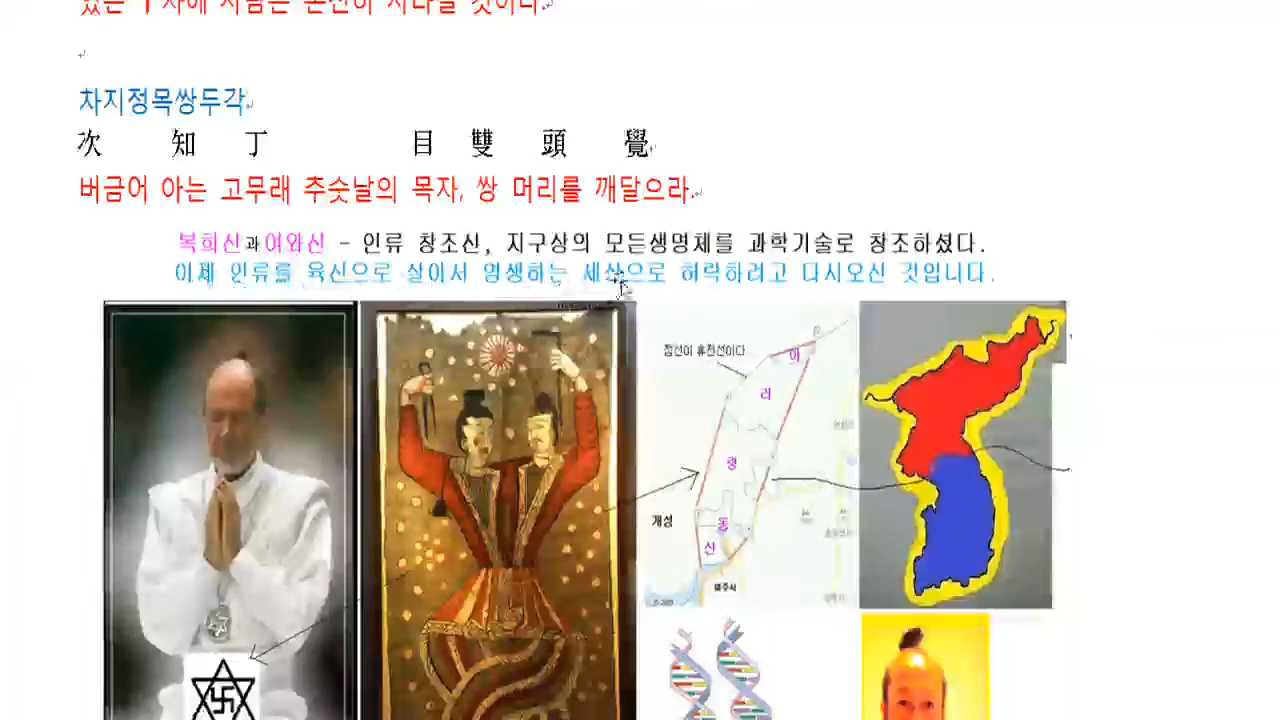 차지정목쌍두각
次 知 丁 目 雙 頭 覺
버금어 아는 고무래 추숫날의 목자, 쌍 머리를 깨달으라.
복희신과여와신 – 인류 창조신, 지구상의 모든생명체를 과학기술로 창조하셨다.
이제 인류를 육신으로 살아서 영생하는 세상으로 허락하려고 다시오신 것입니다.
정선이 휴전선이다
아
리
령
개성
동
산
파주시